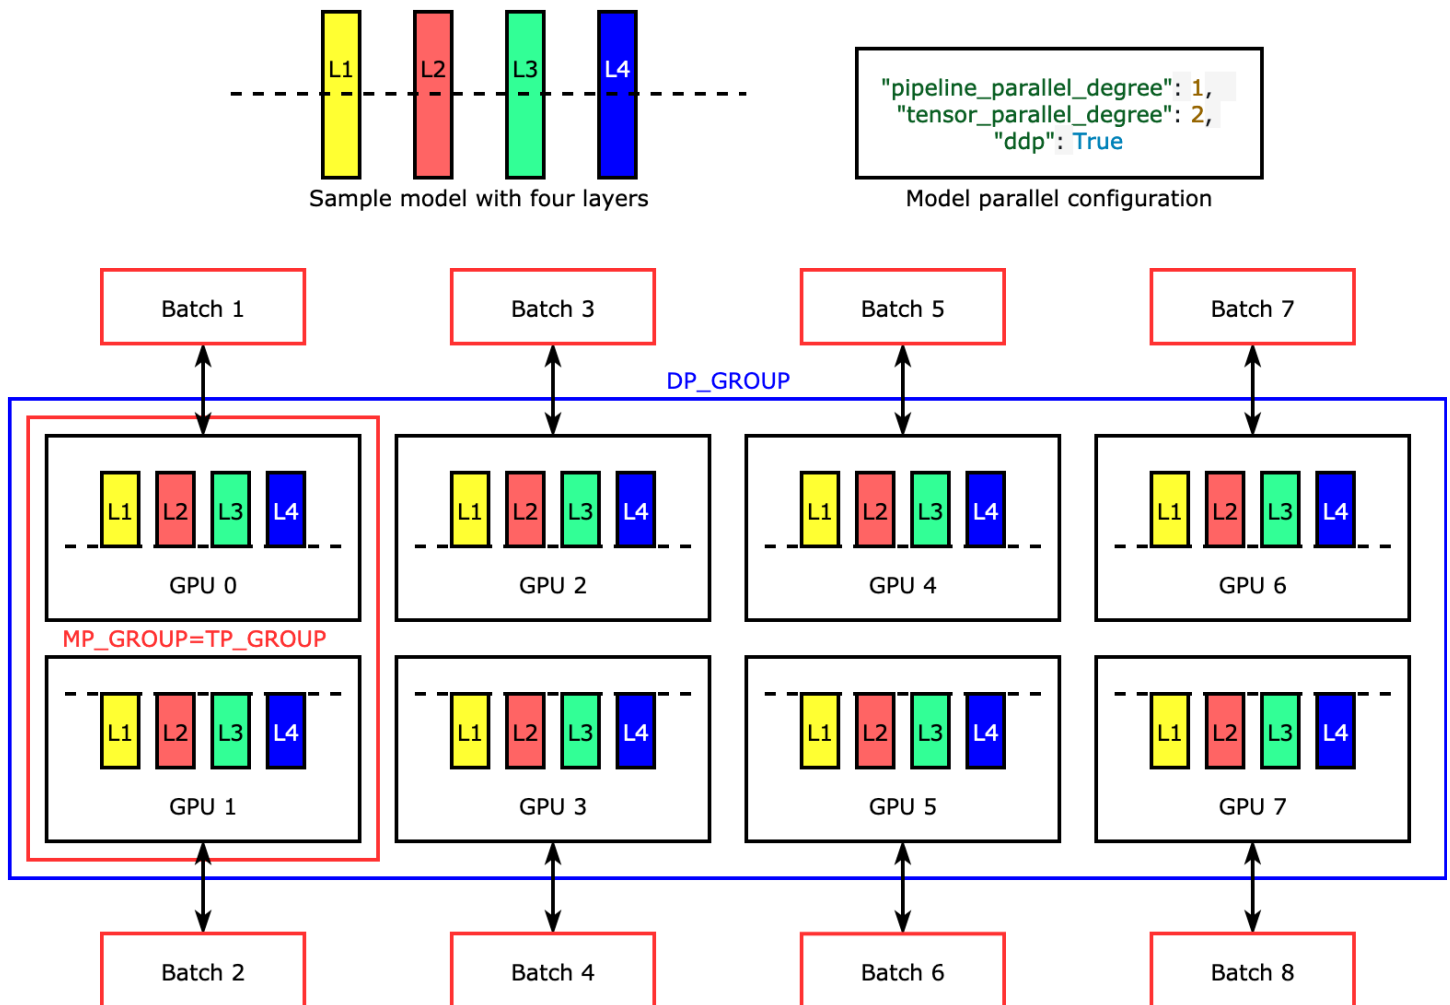 L1 L2 L3 L4
Sample model with four layers
"pipeline_parallel_degree": 1,
"tensor_parallel_degree": 2,
"ddp": True
Model parallel configuration
Batch 1
Batch 3
Batch 5
Batch 7
DP_GROUP
L1 L2 L3 L4
GPU 0
L1 L2 L3 L4
GPU 2
L1 L2 L3 L4
GPU 4
L1 L2 L3 L4
GPU 6
MP_GROUP=TP_GROUP
L1 L2 L3 L4
GPU 1
L1 L2 L3 L4
GPU 3
L1 L2 L3 L4
GPU 5
L1 L2 L3 L4
GPU 7
Batch 2
Batch 4
Batch 6
Batch 8